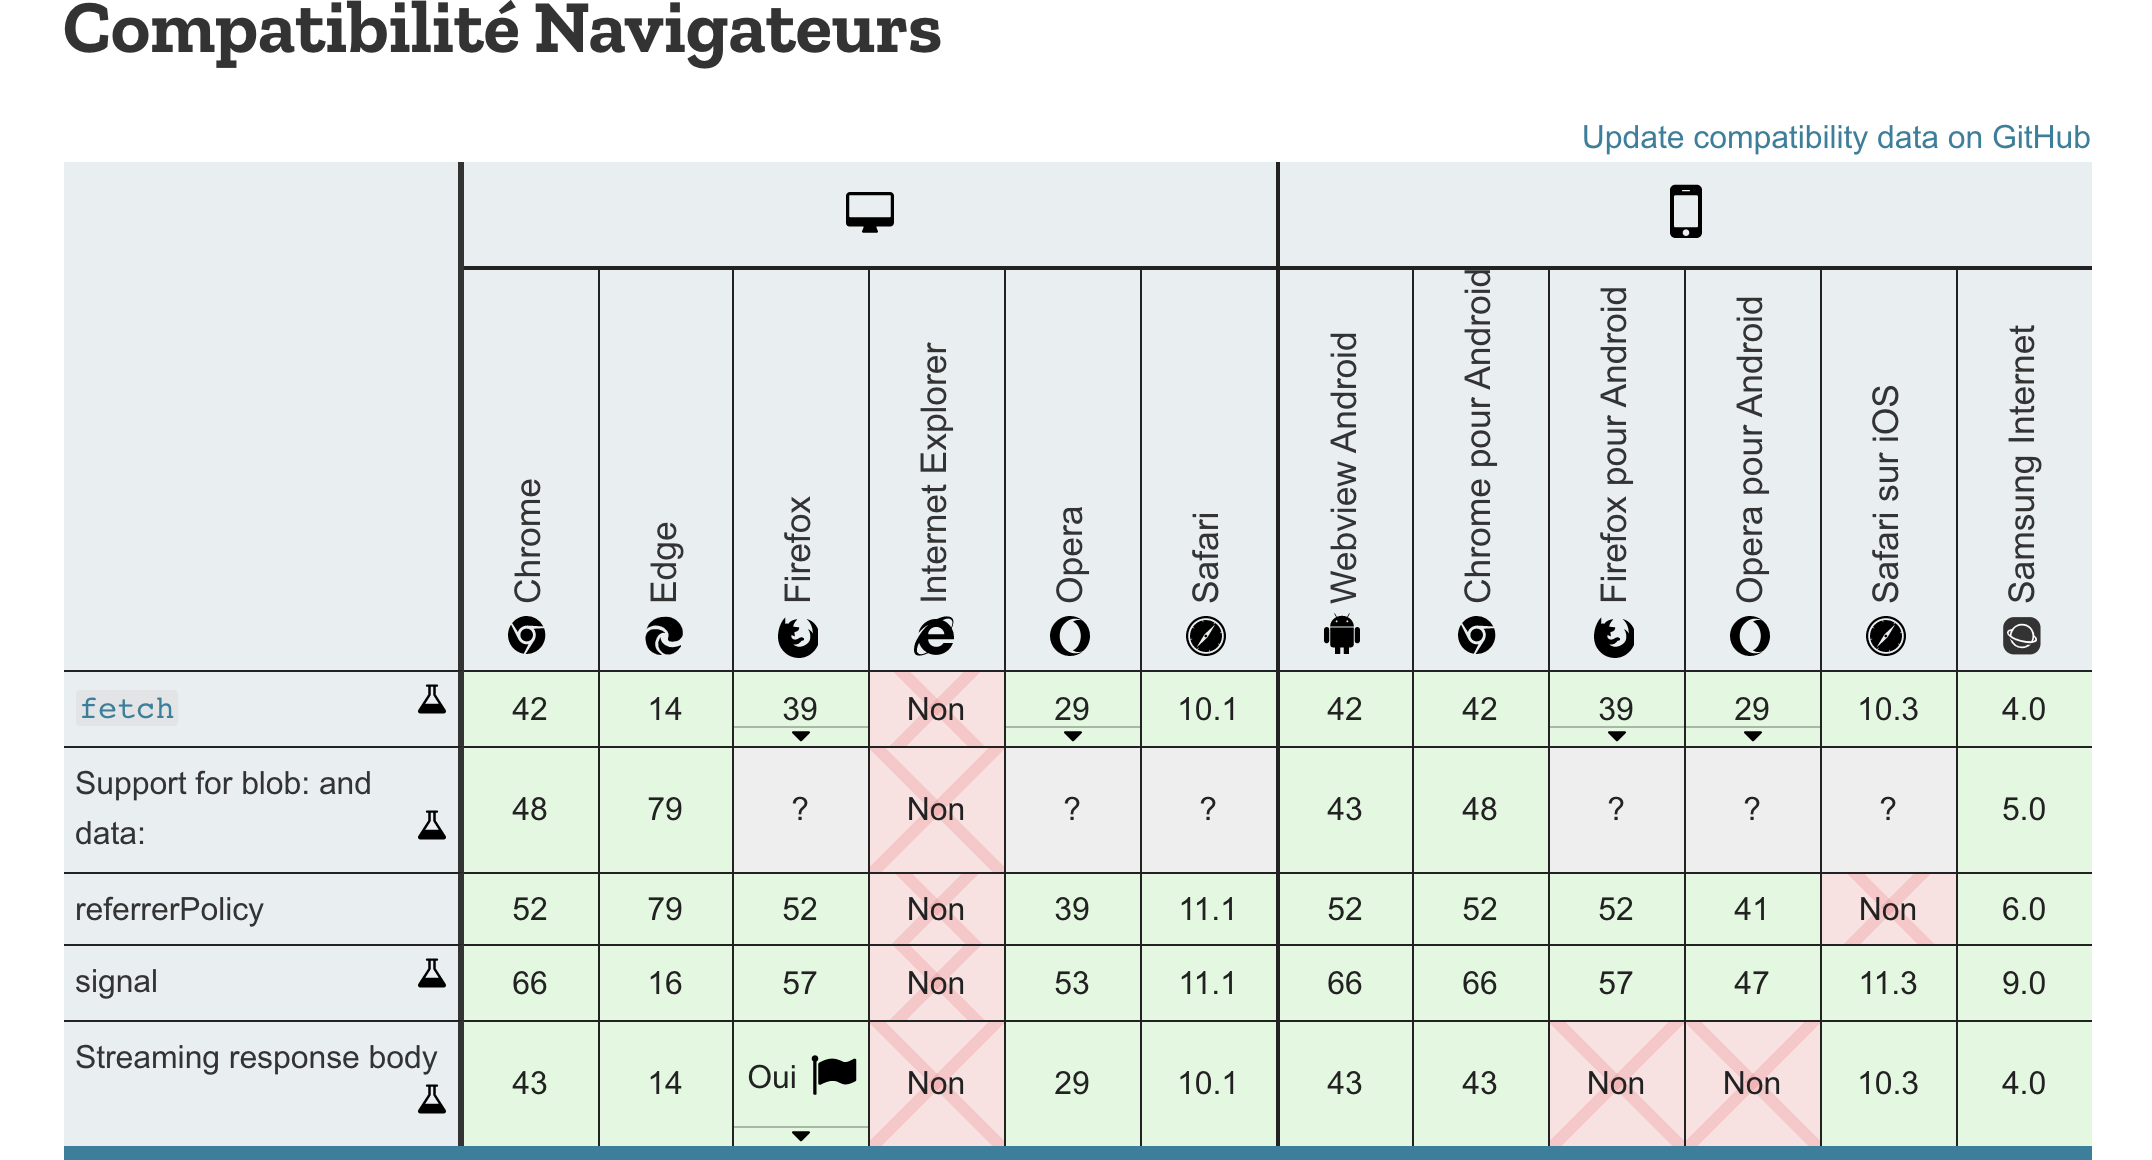 Compatibilité Navigateurs
Update compatibility data on GitHub
Chrome
Edge
Firefox
Internet Explorer
Opera
Safari
Webview Android
Chrome pour Android
Firefox pour Android
Opera pour Android
Safari sur iOS
Samsung Internet
fetch 42 14 39 Non 29 10.1 42 42 39 29 10.3 4.0
Support for blob: and
data:
48 79 ? Non ? ? 43 48 ? ? ? 5.0
referrerPolicy 52 79 52 Non 39 11.1 52 52 52 41 Non 6.0
signal 66 16 57 Non 53 11.1 66 66 57 47 11.3 9.0
Streaming response body
43 14 Oui Non 29 10.1 43 43 Non Non 10.3 4.0